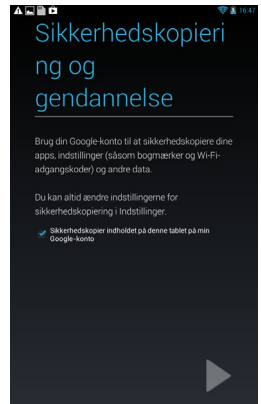 16:47
Sikkerhedskopieri
ng og
gendannelse
Brug din Google-konto til at sikkerhedskopiere dine
apps, indstillinger (såsom bogmærker og Wi-Fi-
adgangskoder) og andre data.
Du kan altid ændre indstillingerne for
sikkerhedskopiering i Indstillinger.
Sikkerhedskopier indholdet på denne tablet på min
Google-konto